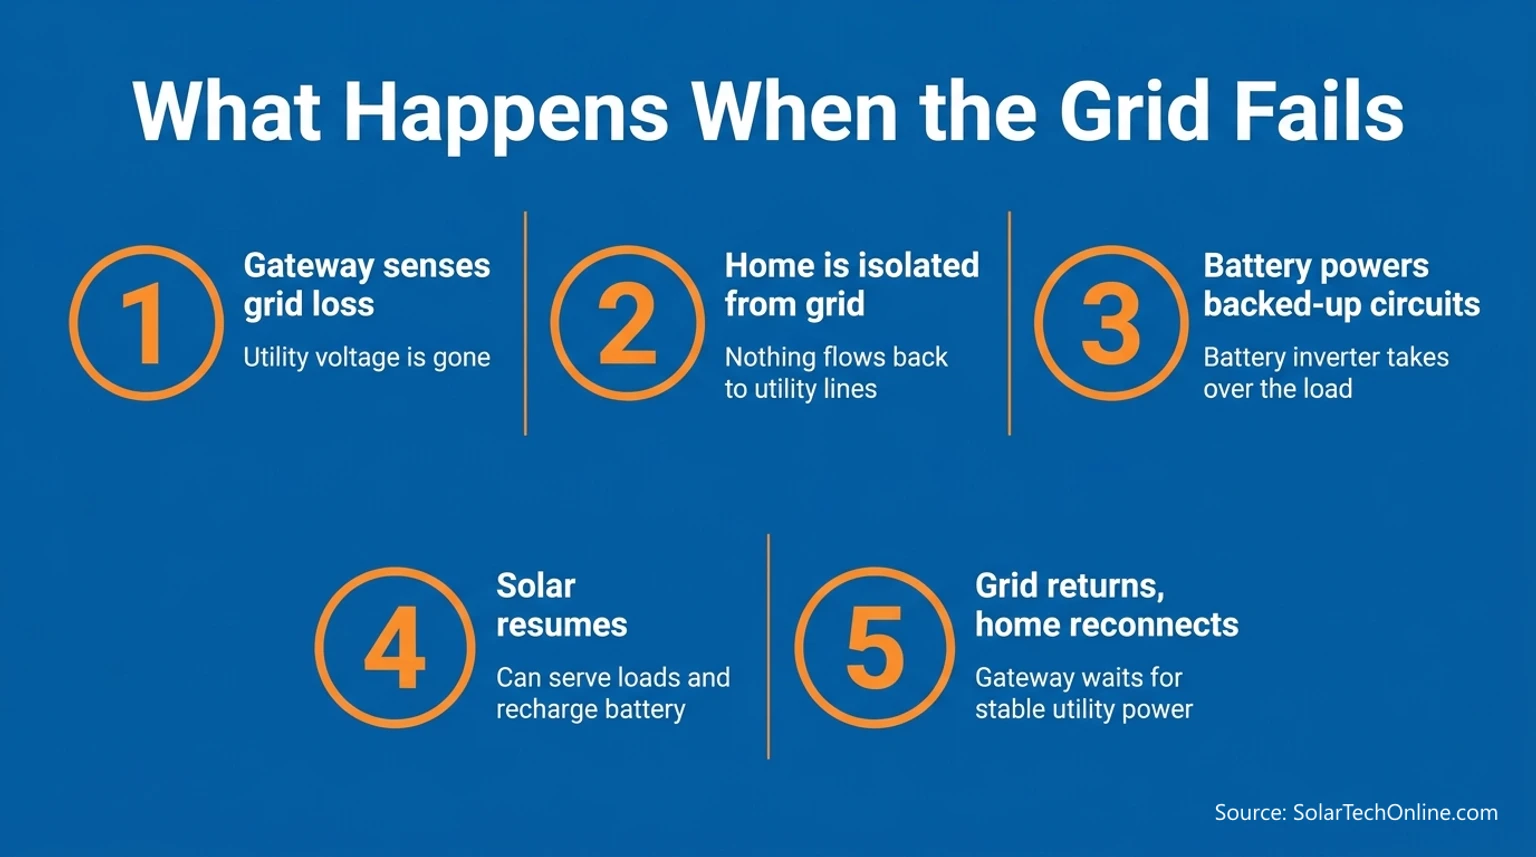 What Happens When the Grid Fails
1
Gateway senses
grid loss
Utility voltage is gone
2
Home is isolated
from grid
Nothing flows back
to utility lines
3
Battery powers
backed-up circuits
Battery inverter takes
over the load
4
Solar
resumes
Can serve loads and
recharge battery
5
Grid returns,
home reconnects
Gateway waits for
stable utility power
Source: SolarTechOnline.com